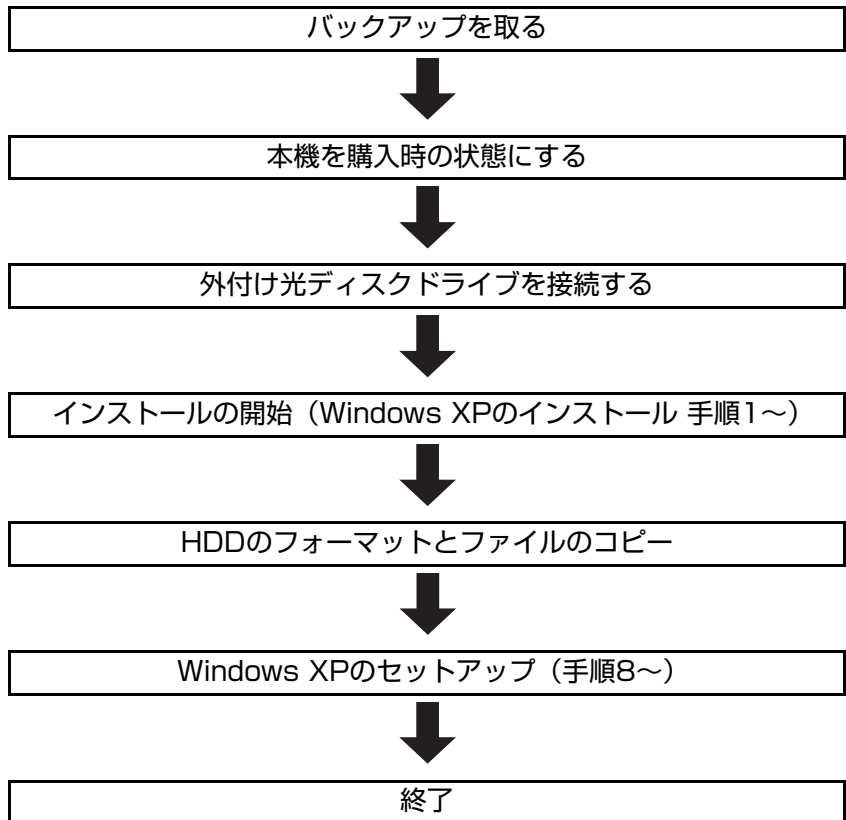 バックアップを取る
本機を購入時の状態にする
外付け光ディスクドライブを接続する
インストールの開始（Windows XPのインストール 手順1～）
HDDのフォーマットとファイルのコピー
Windows XPのセットアップ（手順8～）
終了